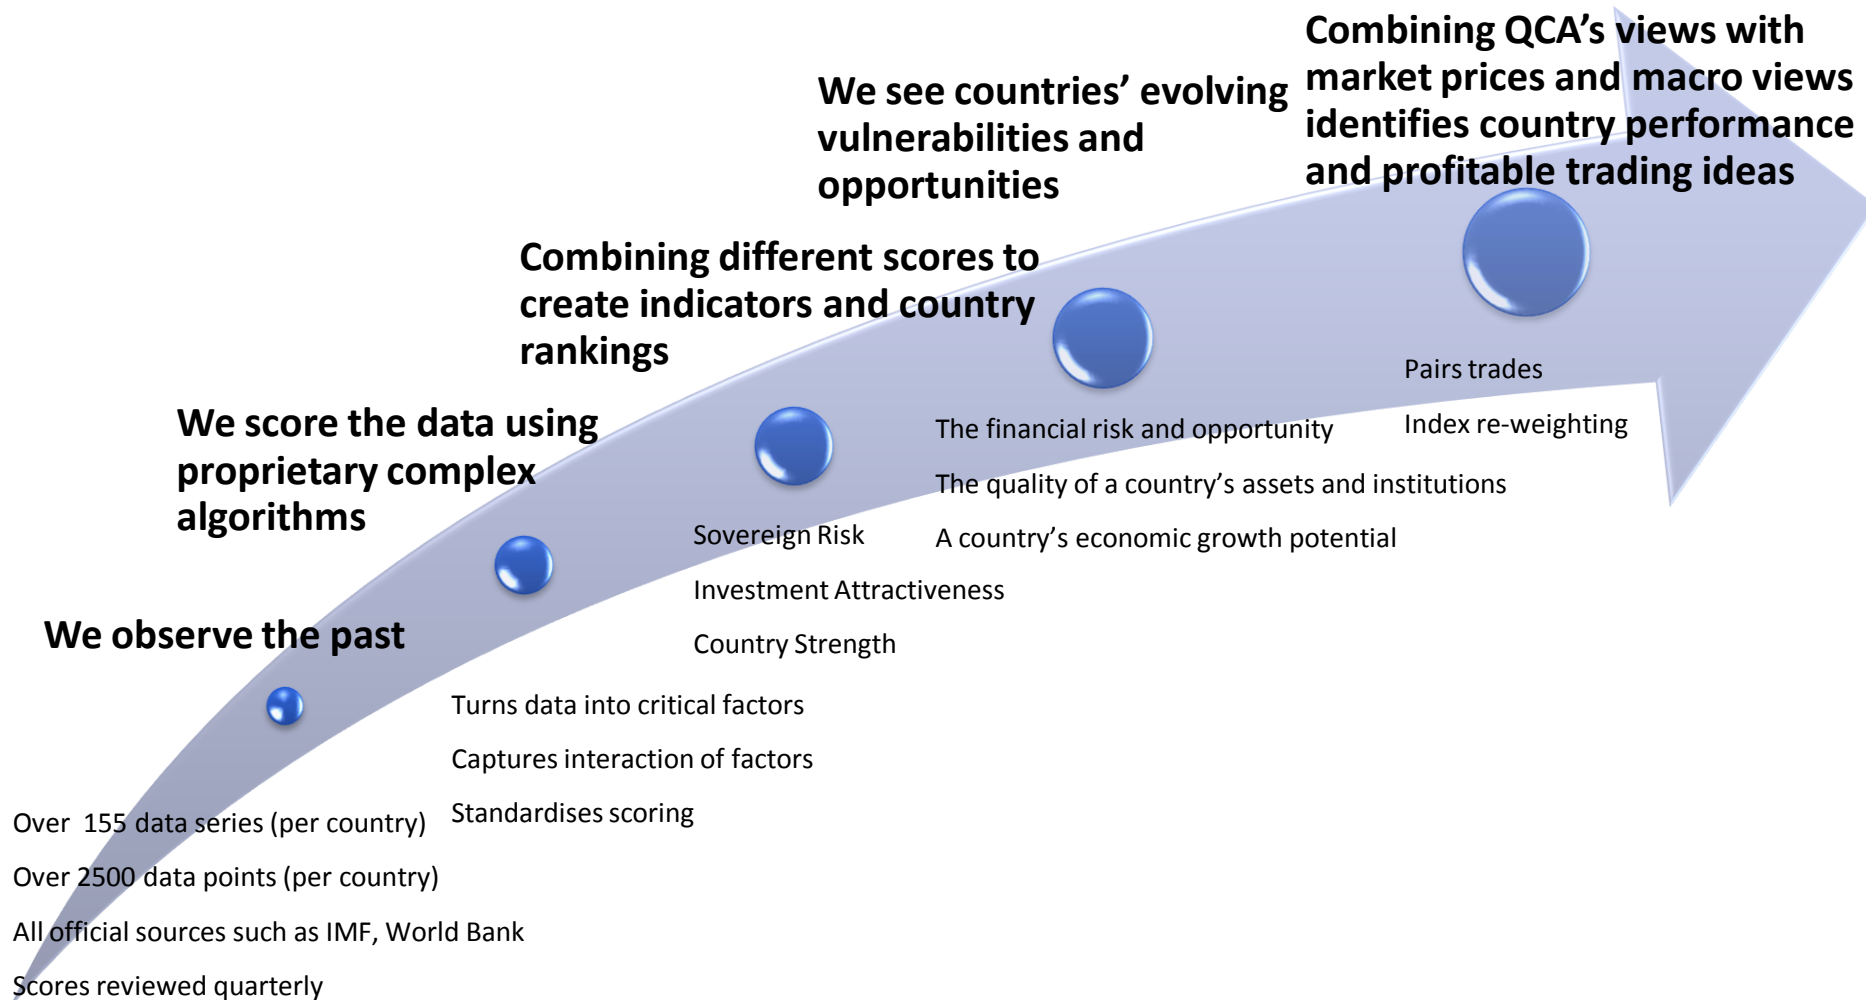 We observe the past
Over 155 data series (per country)
Over 2500 data points (per country)
All official sources such as IMF, World Bank
Scores reviewed quarterly
We score the data using
proprietary complex
algorithms
Turns data into critical factors
Captures interaction of factors
Standardises scoring
Combining different scores to
create indicators and country
rankings
Sovereign Risk
Investment Attractiveness
Country Strength
We see countries’ evolving
vulnerabilities and
opportunities
The financial risk and opportunity
The quality of a country’s assets and institutions
A country’s economic growth potential
Combining QCA’s views with
market prices and macro views
identifies country performance
and profitable trading ideas
Pairs trades
Index re-weighting